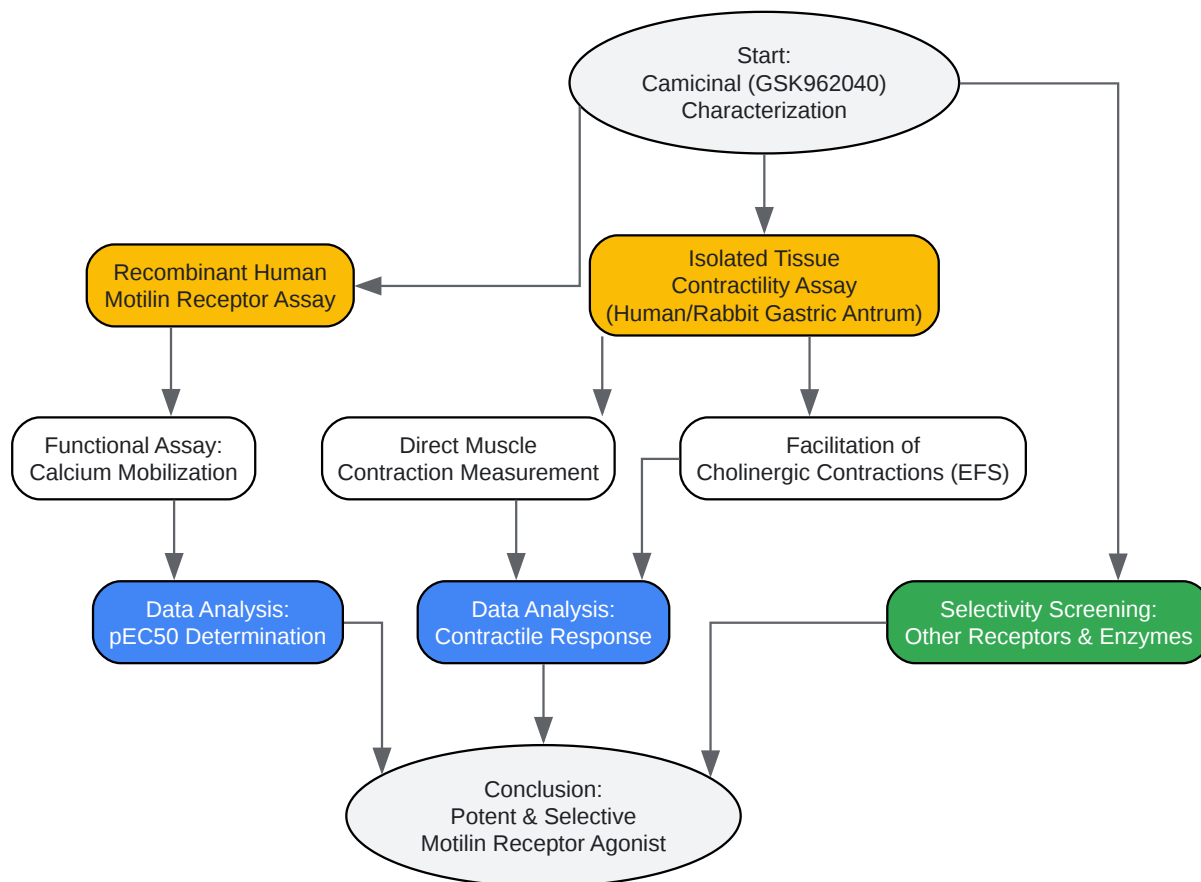 Start:
Camicinal (GSK962040)
Characterization
Recombinant Human
Motilin Receptor Assay
Isolated Tissue
Contractility Assay
(Human/Rabbit Gastric Antrum)
Functional Assay:
Calcium Mobilization
Direct Muscle
Contraction Measurement
Facilitation of
Cholinergic Contractions (EFS)
Data Analysis:
pEC50 Determination
Data Analysis:
Contractile Response
Selectivity Screening:
Other Receptors & Enzymes
Conclusion:
Potent & Selective
Motilin Receptor Agonist